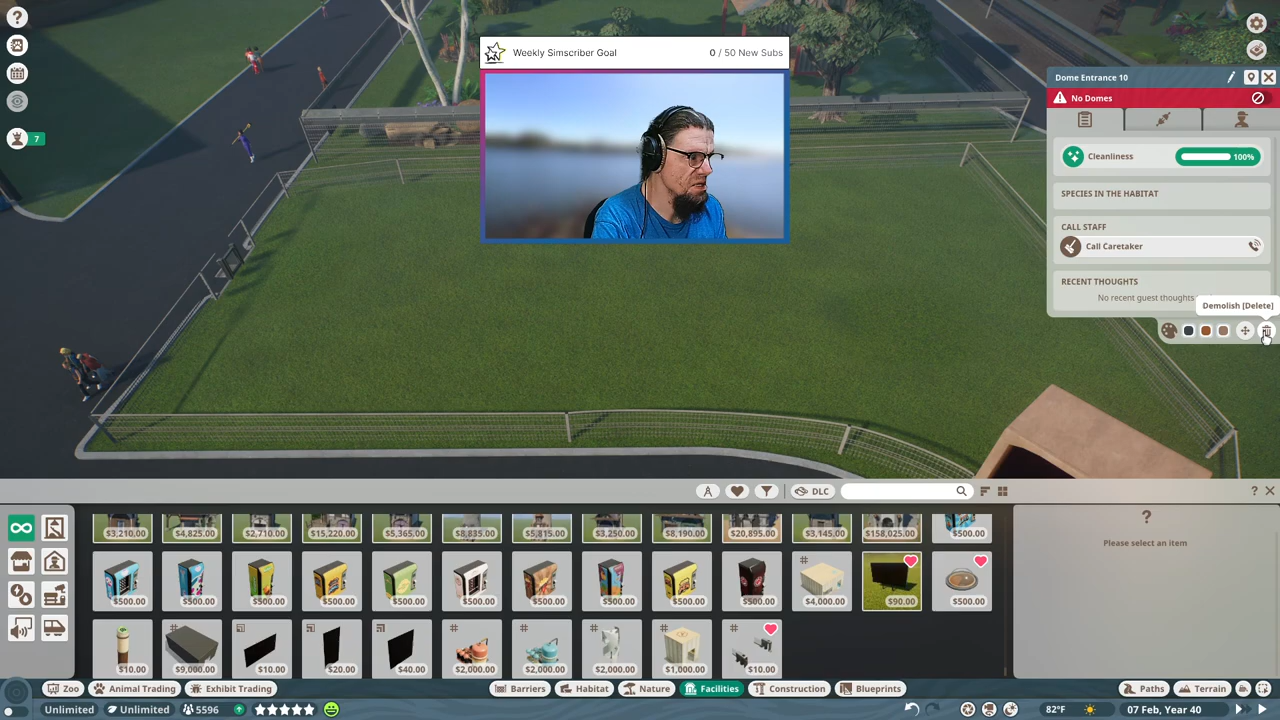 Weekly Simscriber Goal 0 / 50 New Subs
7
Dome Entrance 10
No Domes
Cleanliness 100%
SPECIES IN THE HABITAT
CALL STAFF
Call Caretaker
RECENT THOUGHTS
No recent guest thoughts
Demolish [Delete]
DLC
$3,210.00 $4,825.00 $2,710.00 $15,220.00 $5,365.00 $8,835.00 $5,815.00 $3,250.00 $8,190.00 $20,895.00 $3,145.00 $158,025.00 $500.00
$500.00 $500.00 $500.00 $500.00 $500.00 $500.00 $500.00 $500.00 $500.00 $500.00 $4,000.00 $90.00 $500.00
$10.00 $9,000.00 $10.00 $20.00 $40.00 $2,000.00 $2,000.00 $500.00 $1,000.00 $10.00
?
Please select an item
Zoo Animal Trading Exhibit Trading Barriers Habitat Nature Facilities Construction Blueprints Paths Terrain
Unlimited Unlimited 5596 82°F 07 Feb, Year 40